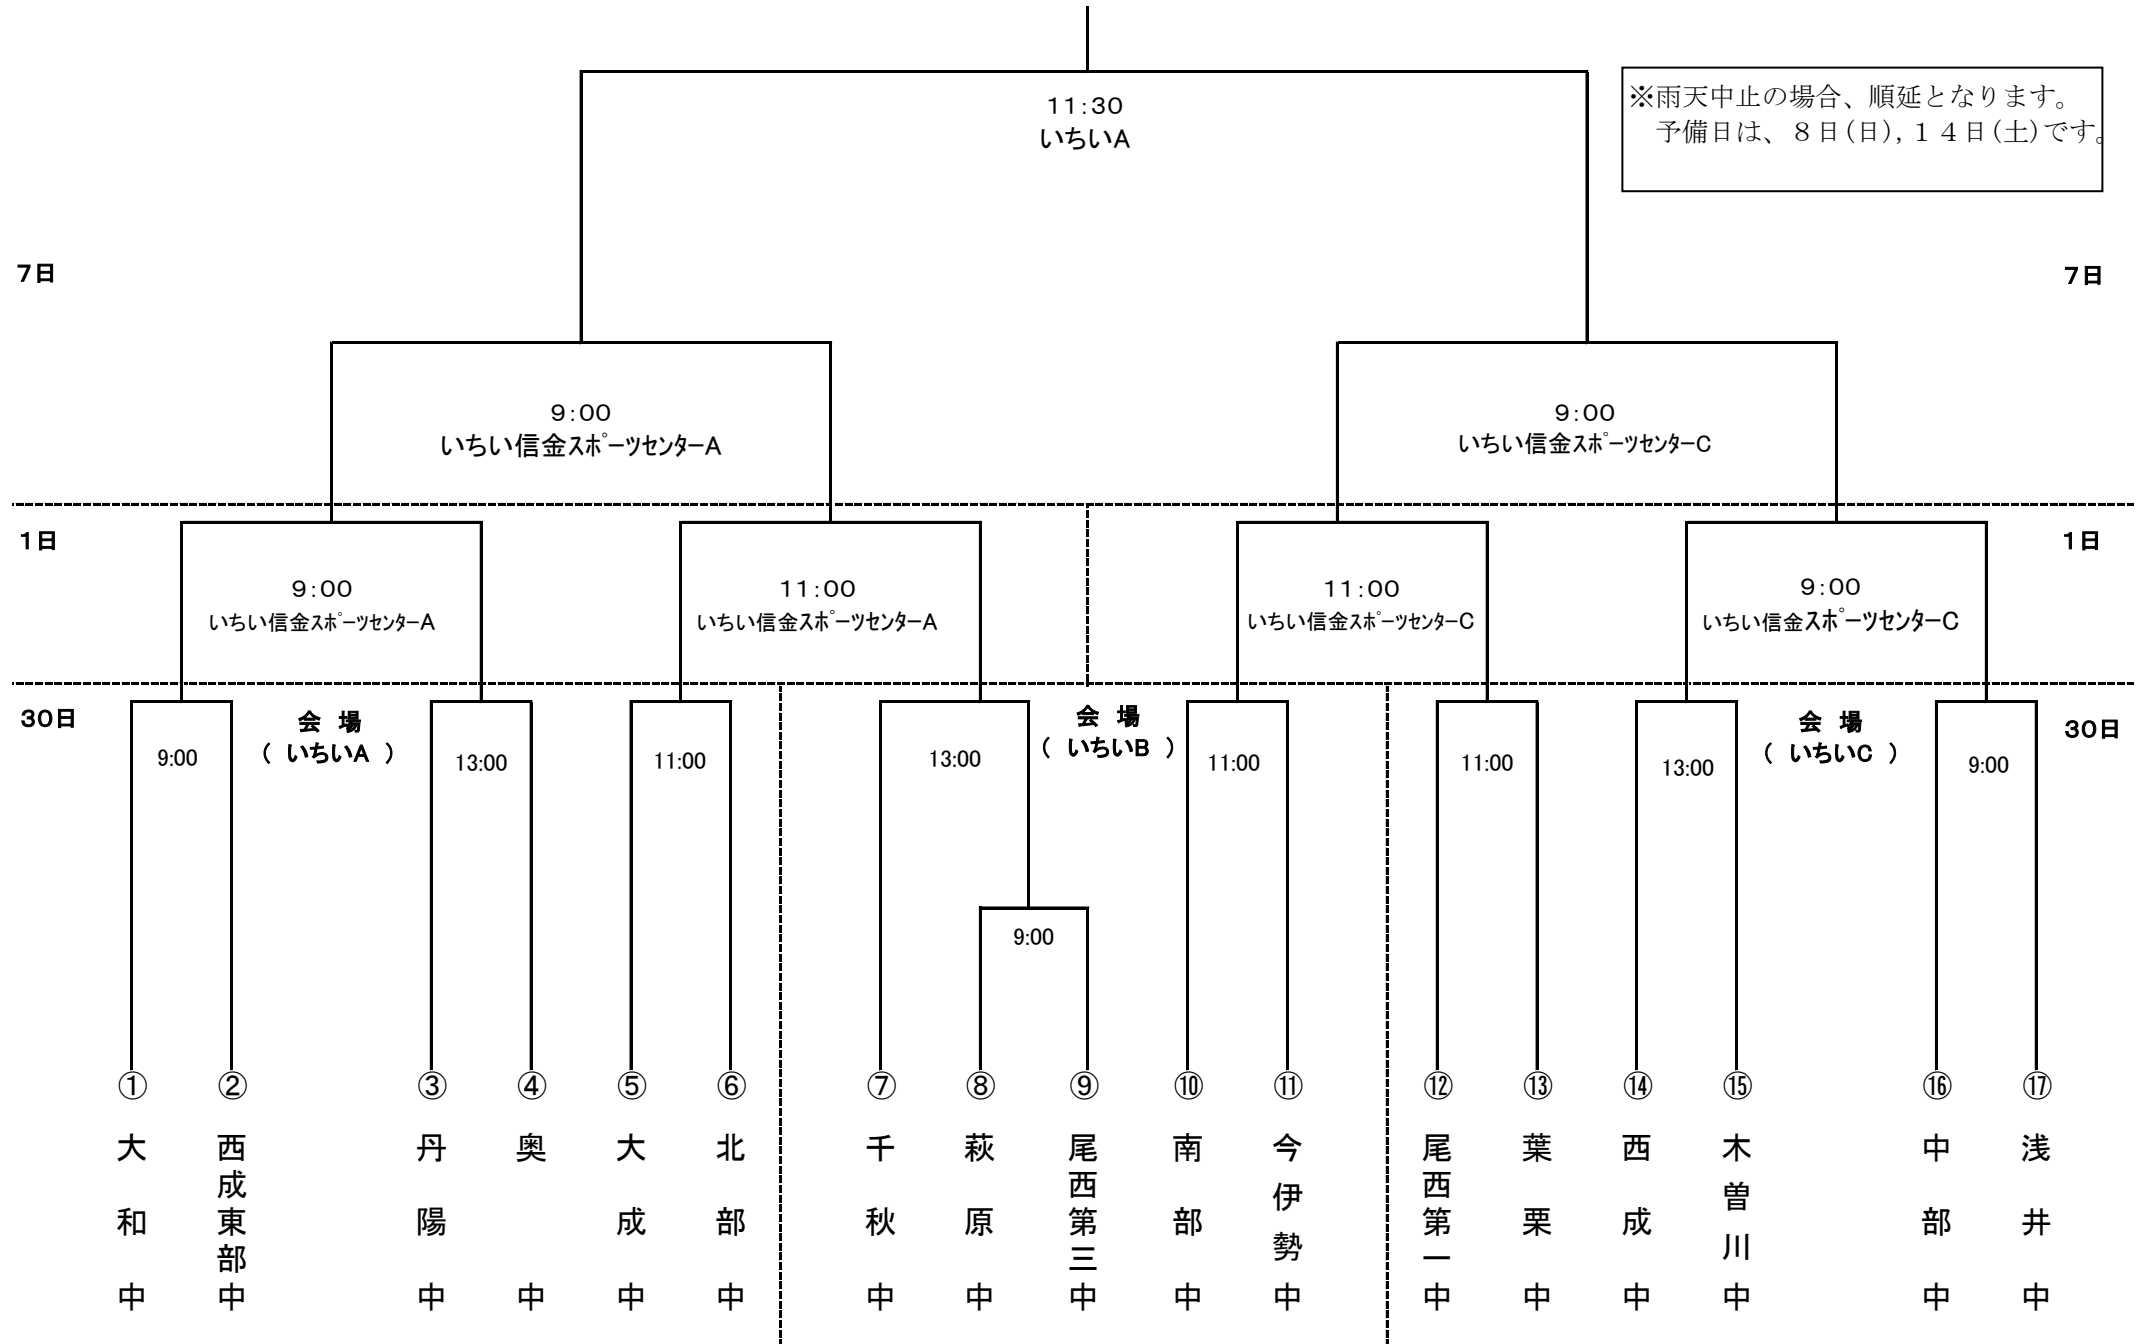 11:30
いちいA
※雨天中止の場合、順延となります。
予備日は、８日(日),１４日(土)です。
7日
7日
9:00
いちい信金スポーツセンターA
9:00
いちい信金スポーツセンターC
1日
1日
9:00
いちい信金スポーツセンターA
11:00
いちい信金スポーツセンターA
11:00
いちい信金スポーツセンターC
9:00
いちい信金スポーツセンターC
30日
会 場
( いちいA )
会 場
( いちいB )
会 場
( いちいC )
30日
9:00
13:00
11:00
13:00
11:00
11:00
13:00
9:00
9:00
① 大和中
② 西成東部中
③ 丹陽中
④ 奥中
⑤ 大成中
⑥ 北部中
⑦ 千秋中
⑧ 萩原中
⑨ 尾西第三中
⑩ 南部中
⑪ 今伊勢中
⑫ 尾西第一中
⑬ 葉栗中
⑭ 西成中
⑮ 木曽川中
⑯ 中部中
⑰ 浅井中